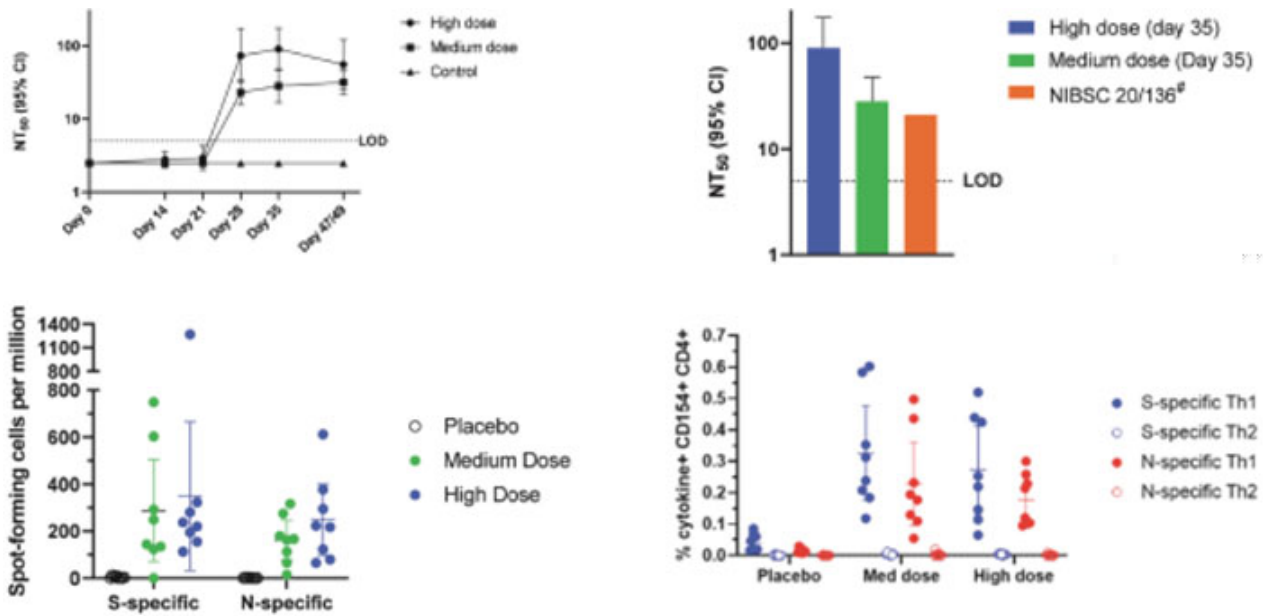 NT50 (95% CI)
100
10
1
High dose
Medium dose
Control
LOD
Day 0
Day 14
Day 21
Day 28
Day 35
Day 47/49
NT50 (95% CI)
100
10
1
High dose (day 35)
Medium dose (Day 35)
NIBSC 20/136#
LOD
Spot-forming cells per million
1400
1100
800
800
600
400
200
0
S-specific
N-specific
Placebo
Medium Dose
High Dose
% cytokine+ CD154+ CD4+
0.7
0.6
0.5
0.4
0.3
0.2
0.1
0.0
Placebo
Med dose
High dose
S-specific Th1
S-specific Th2
N-specific Th1
N-specific Th2